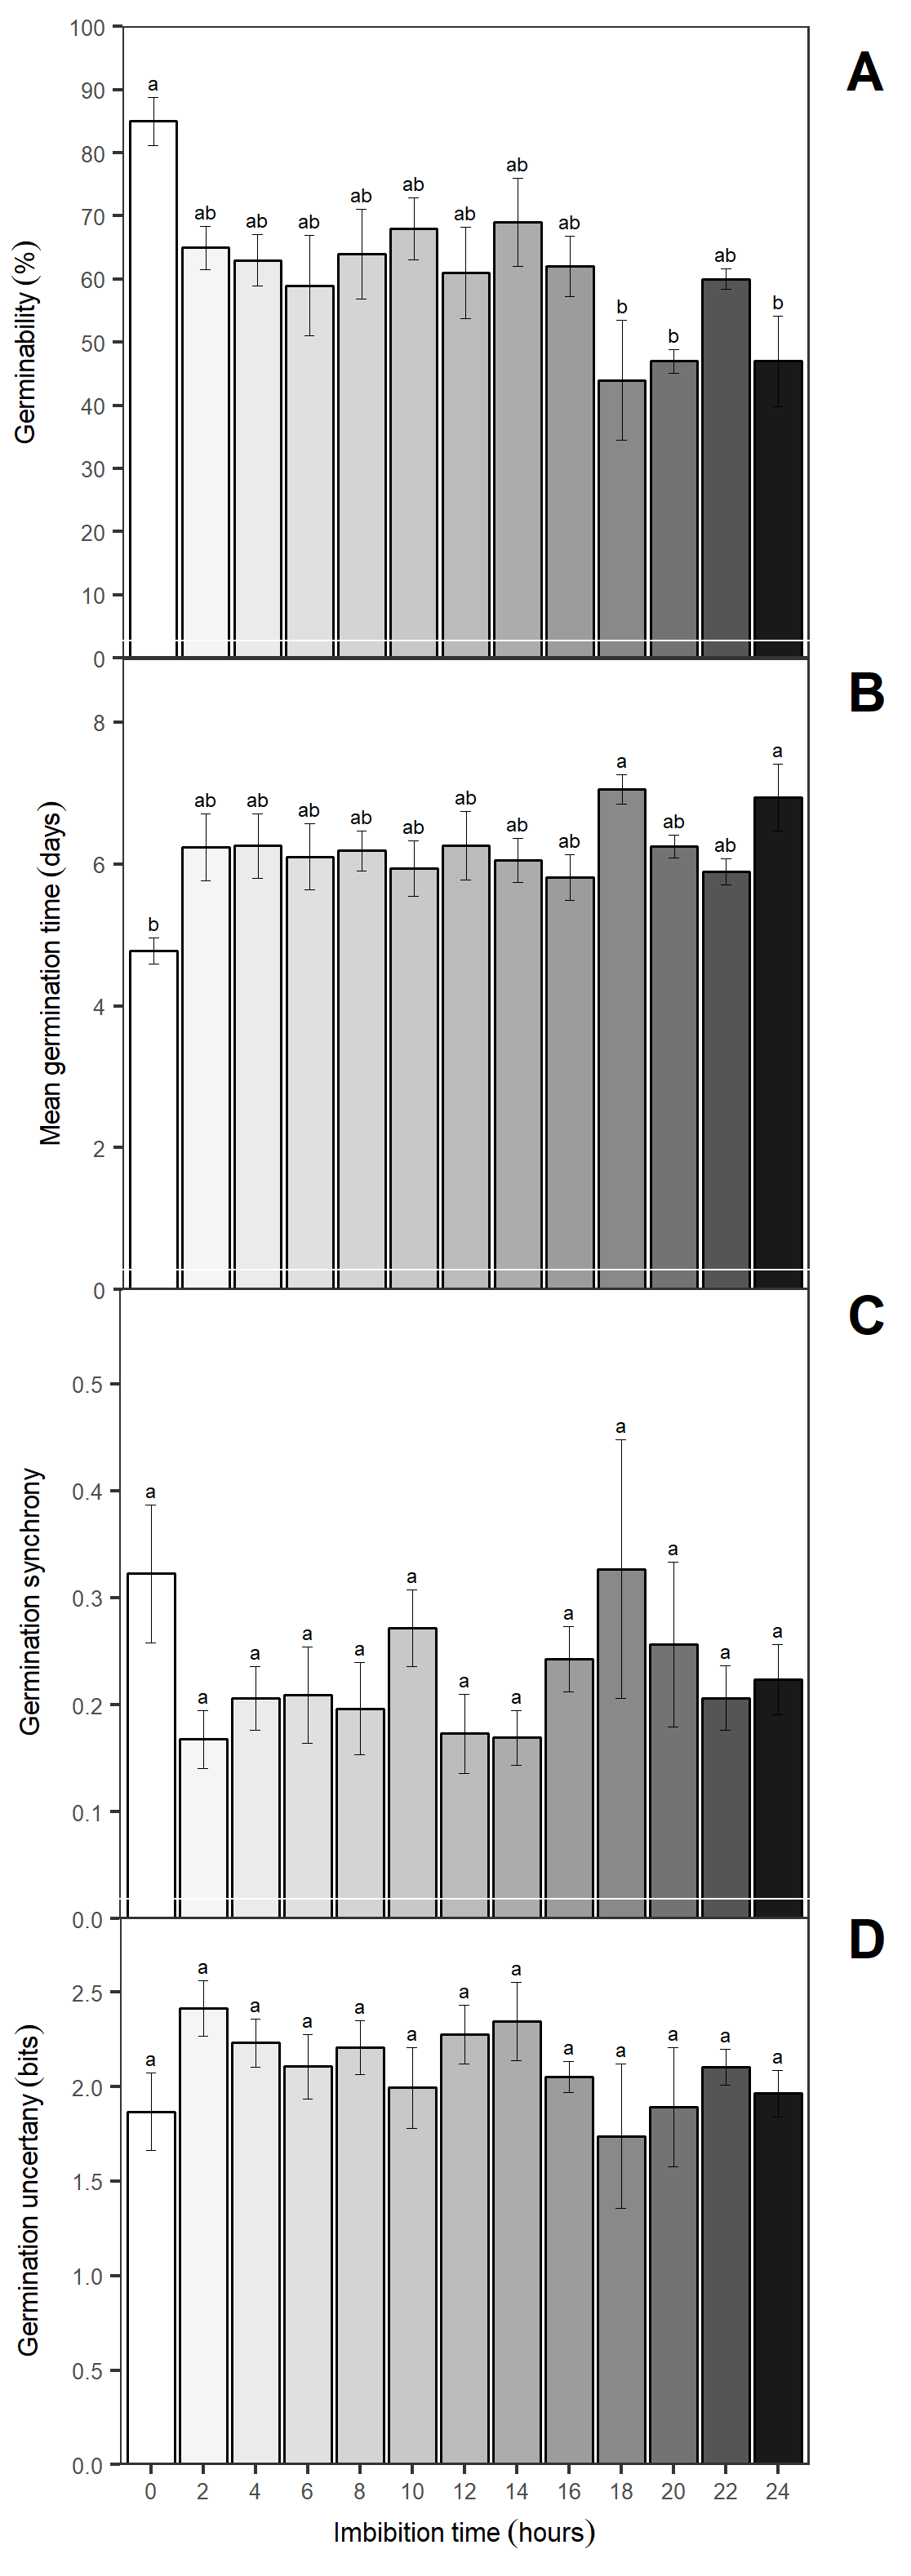 A
Germinability (%)
100
90
80
70
60
50
40
30
20
10
0
a ab ab ab ab ab ab ab ab b b ab b
B
Mean germination time (days)
8
6
4
2
0
b ab ab ab ab ab ab ab ab a ab ab a
C
Germination synchrony
0.5
0.4
0.3
0.2
0.1
0.0
a a a a a a a a a a a a a
D
Germination uncertany (bits)
2.5
2.0
1.5
1.0
0.5
0.0
a a a a a a a a a a a a a
0 2 4 6 8 10 12 14 16 18 20 22 24
Imbibition time (hours)